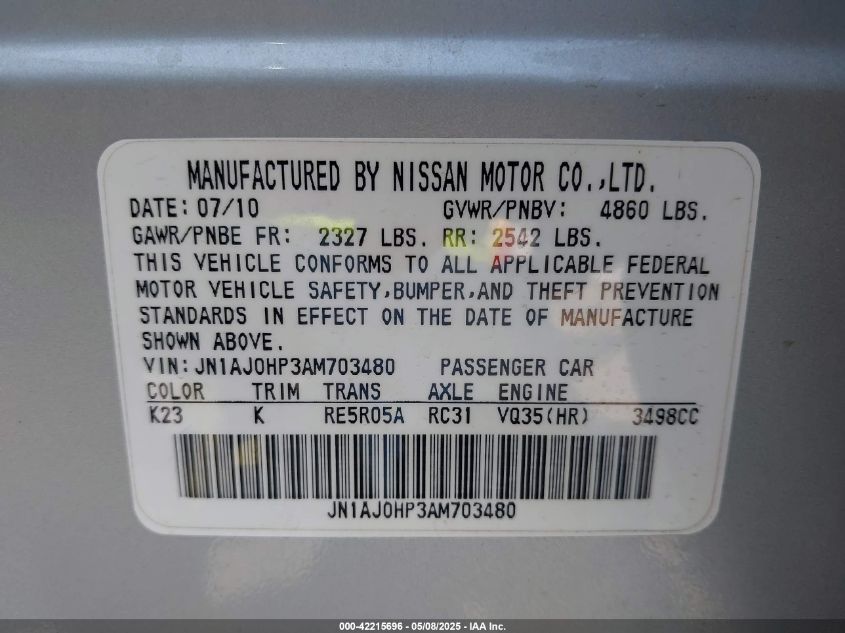 MANUFACTURED BY NISSAN MOTOR CO.,LTD.
DATE: 07/10 GVWR/PNBV: 4860 LBS.
GAWR/PNBE FR: 2327 LBS. RR: 2542 LBS.
THIS VEHICLE CONFORMS TO ALL APPLICABLE FEDERAL
MOTOR VEHICLE SAFETY,BUMPER,AND THEFT PREVENTION
STANDARDS IN EFFECT ON THE DATE OF MANUFACTURE
SHOWN ABOVE.
VIN: JN1AJ0HP3AM703480 PASSENGER CAR
COLOR TRIM TRANS AXLE ENGINE
K23 K RE5R05A RC31 VQ35(HR) 3498CC
JN1AJ0HP3AM703480
000-42215696 - 05/08/2025 - IAA Inc.